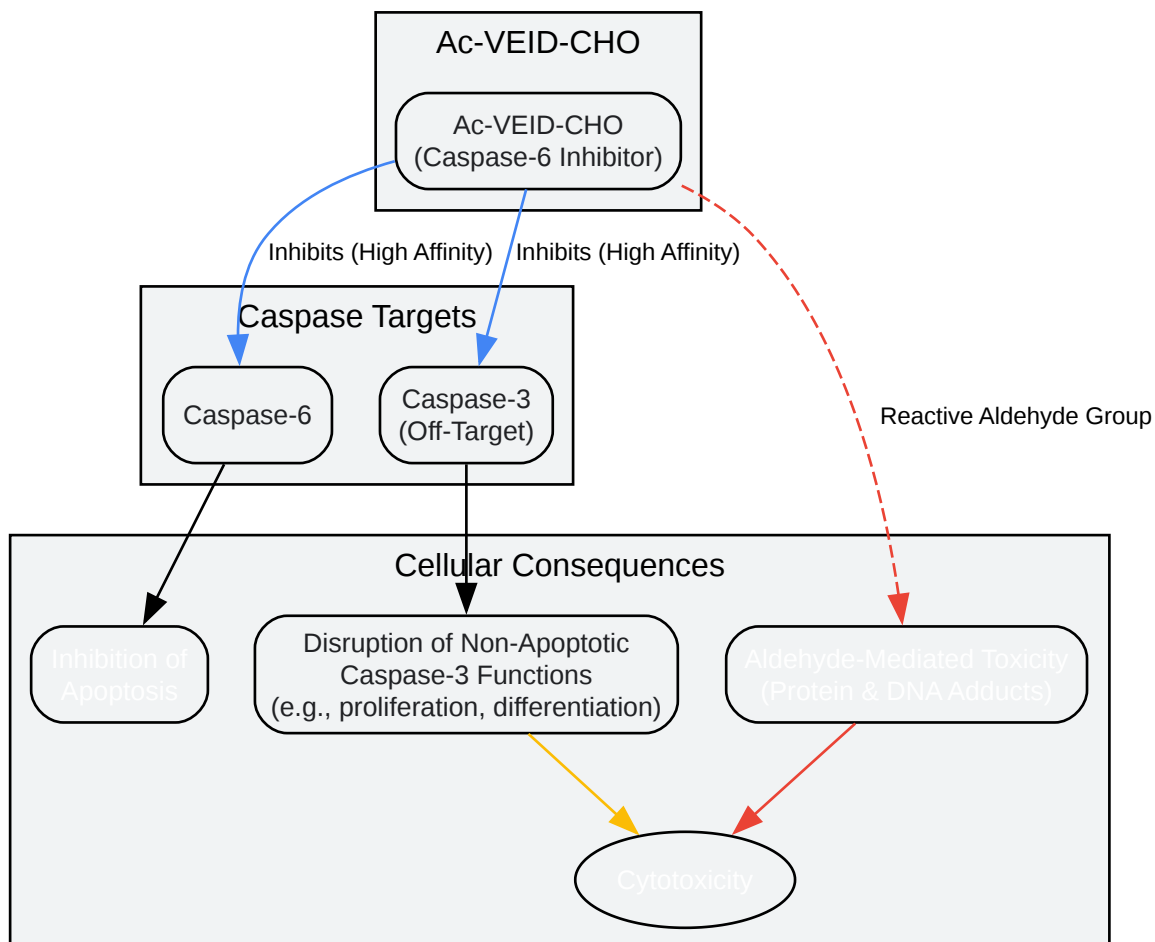 Ac-VEID-CHO
Ac-VEID-CHO
(Caspase-6 Inhibitor)
Inhibits (High Affinity)
Inhibits (High Affinity)
Caspase Targets
Caspase-6
Caspase-3
(Off-Target)
Reactive Aldehyde Group
Cellular Consequences
Inhibition of
Apoptosis
Disruption of Non-Apoptotic
Caspase-3 Functions
(e.g., proliferation, differentiation)
Aldehyde-Mediated Toxicity
(Protein & DNA Adducts)
Cytotoxicity